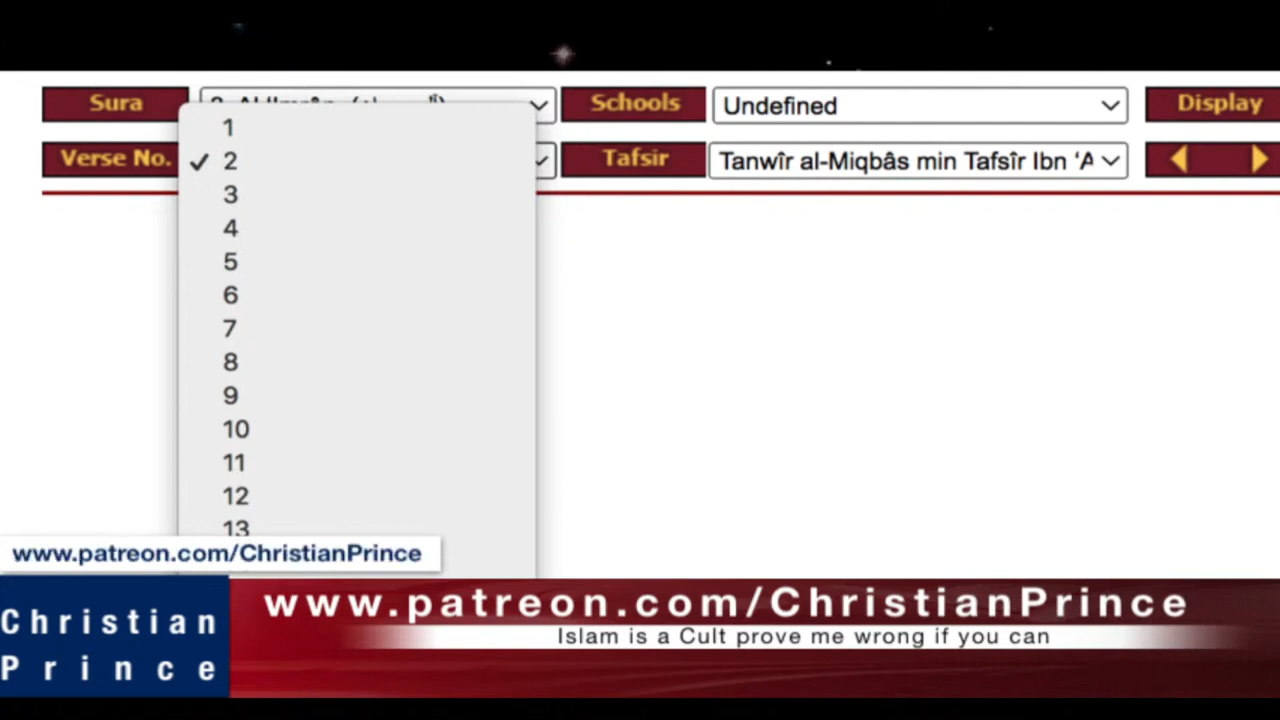 Sura
Schools
Undefined
Display
Verse No.
Tafsir
Tanwîr al-Miqbâs min Tafsîr Ibn ‘A
1
✓ 2
3
4
5
6
7
8
9
10
11
12
13
www.patreon.com/ChristianPrince
Christian
Prince
www.patreon.com/ChristianPrince
Islam is a Cult prove me wrong if you can